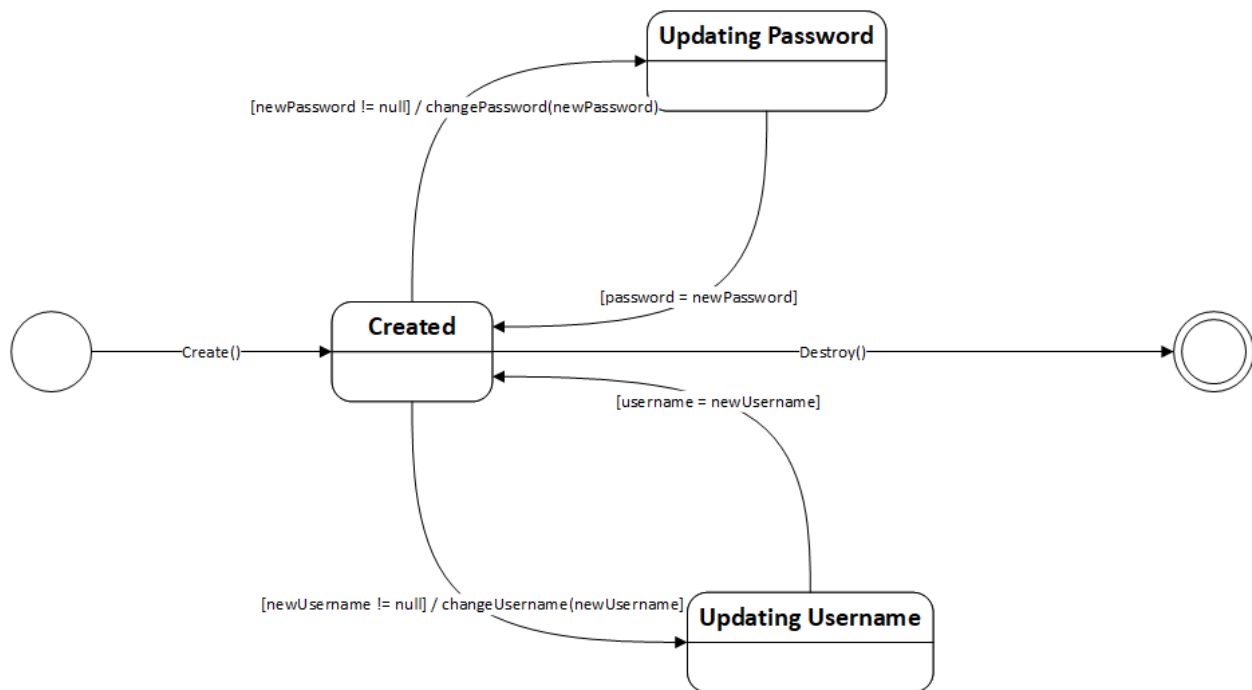 Updating Password
[newPassword != null] / changePassword(newPassword)
[password = newPassword]
Created
Create()
Destroy()
[username = newUsername]
[newUsername != null] / changeUsername(newUsername]
Updating Username